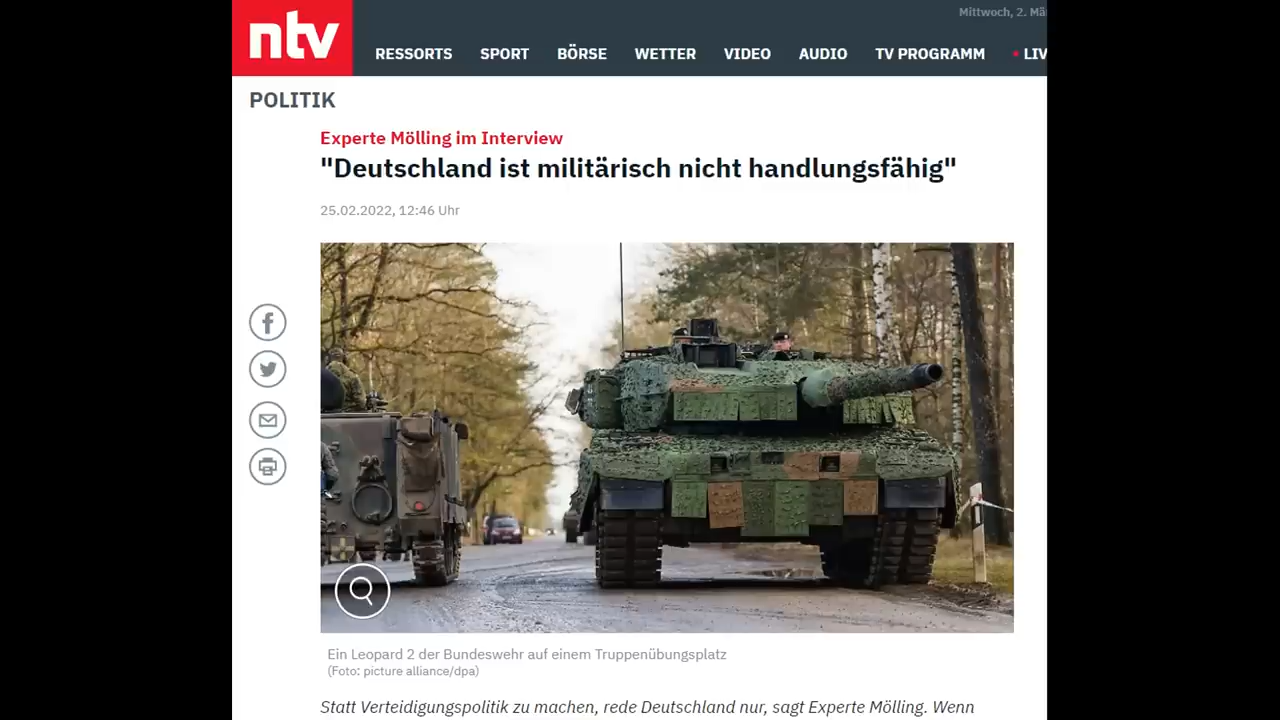 ntv
Mittwoch, 2.
RESSORTS SPORT BÖRSE WETTER VIDEO AUDIO TV PROGRAMM
POLITIK
Experte Mölling im Interview
"Deutschland ist militärisch nicht handlungsfähig"
25.02.2022, 12:46 Uhr
Ein Leopard 2 der Bundeswehr auf einem Truppenübungsplatz
(Foto: picture alliance/dpa)
Statt Verteidigungspolitik zu machen, rede Deutschland nur, sagt Experte Mölling. Wenn